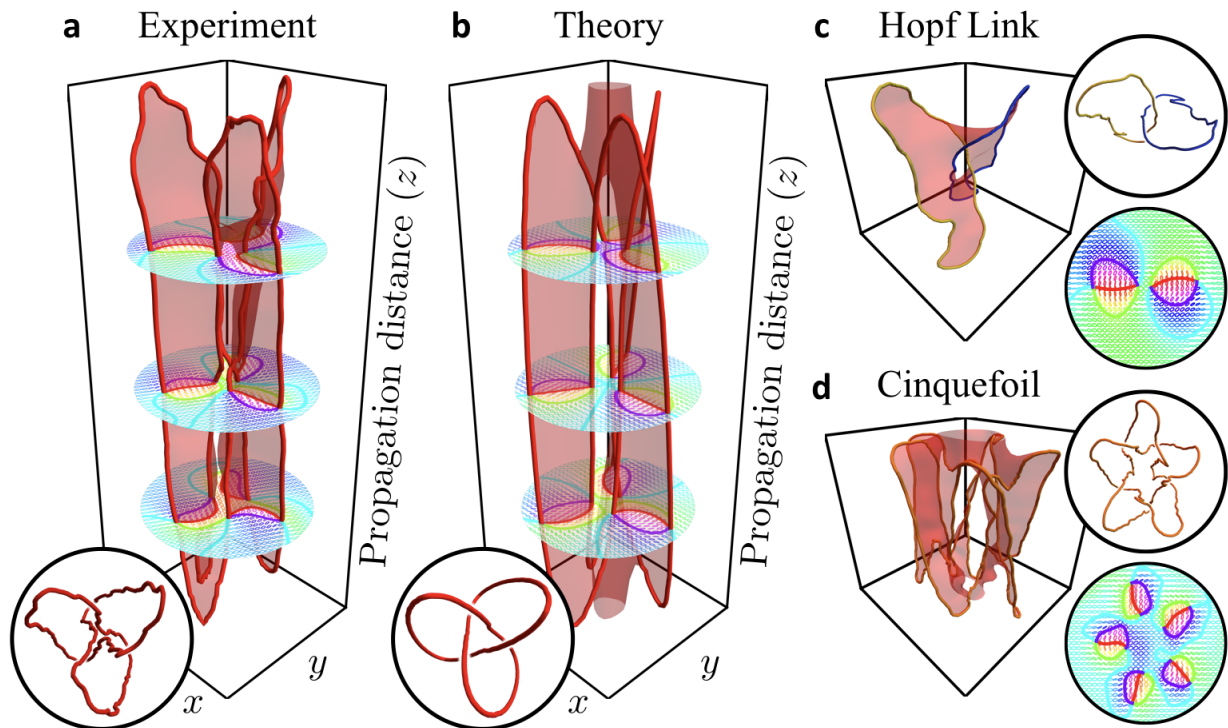 a Experiment
Propagation distance (z)
x
y
b Theory
Propagation distance (z)
x
y
c Hopf Link
d Cinquefoil